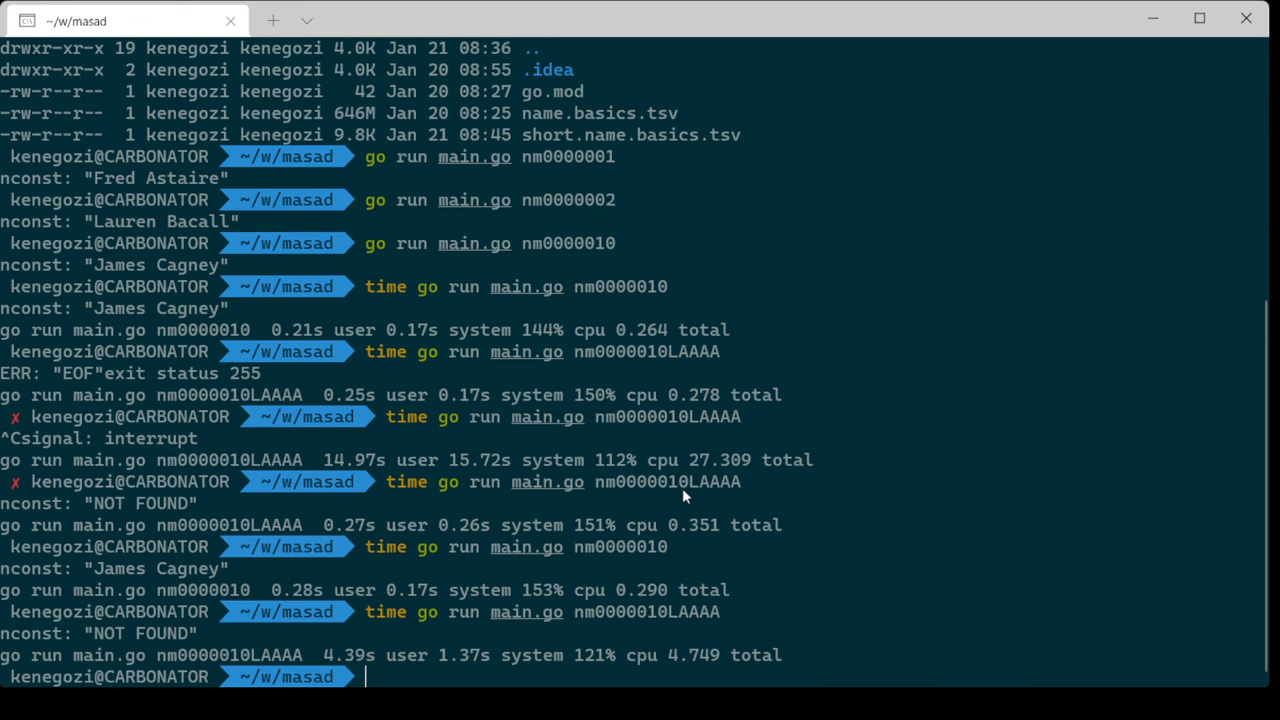 ~/w/masad
drwxr-xr-x 19 kenegozi kenegozi 4.0K Jan 21 08:36 ..
drwxr-xr-x  2 kenegozi kenegozi 4.0K Jan 20 08:55 .idea
-rw-r--r--  1 kenegozi kenegozi   42 Jan 20 08:27 go.mod
-rw-r--r--  1 kenegozi kenegozi 646M Jan 20 08:25 name.basics.tsv
-rw-r--r--  1 kenegozi kenegozi 9.8K Jan 21 08:45 short.name.basics.tsv
kenegozi@CARBONATOR ~/w/masad go run main.go nm0000001
nconst: "Fred Astaire"
kenegozi@CARBONATOR ~/w/masad go run main.go nm0000002
nconst: "Lauren Bacall"
kenegozi@CARBONATOR ~/w/masad go run main.go nm0000010
nconst: "James Cagney"
kenegozi@CARBONATOR ~/w/masad time go run main.go nm0000010
nconst: "James Cagney"
go run main.go nm0000010  0.21s user 0.17s system 144% cpu 0.264 total
kenegozi@CARBONATOR ~/w/masad time go run main.go nm0000010LAAAA
ERR: "EOF"exit status 255
go run main.go nm0000010LAAAA  0.25s user 0.17s system 150% cpu 0.278 total
✗ kenegozi@CARBONATOR ~/w/masad time go run main.go nm0000010LAAAA
^Csignal: interrupt
go run main.go nm0000010LAAAA  14.97s user 15.72s system 112% cpu 27.309 total
✗ kenegozi@CARBONATOR ~/w/masad time go run main.go nm0000010LAAAA
nconst: "NOT FOUND"
go run main.go nm0000010LAAAA  0.27s user 0.26s system 151% cpu 0.351 total
kenegozi@CARBONATOR ~/w/masad time go run main.go nm0000010
nconst: "James Cagney"
go run main.go nm0000010  0.28s user 0.17s system 153% cpu 0.290 total
kenegozi@CARBONATOR ~/w/masad time go run main.go nm0000010LAAAA
nconst: "NOT FOUND"
go run main.go nm0000010LAAAA  4.39s user 1.37s system 121% cpu 4.749 total
kenegozi@CARBONATOR ~/w/masad